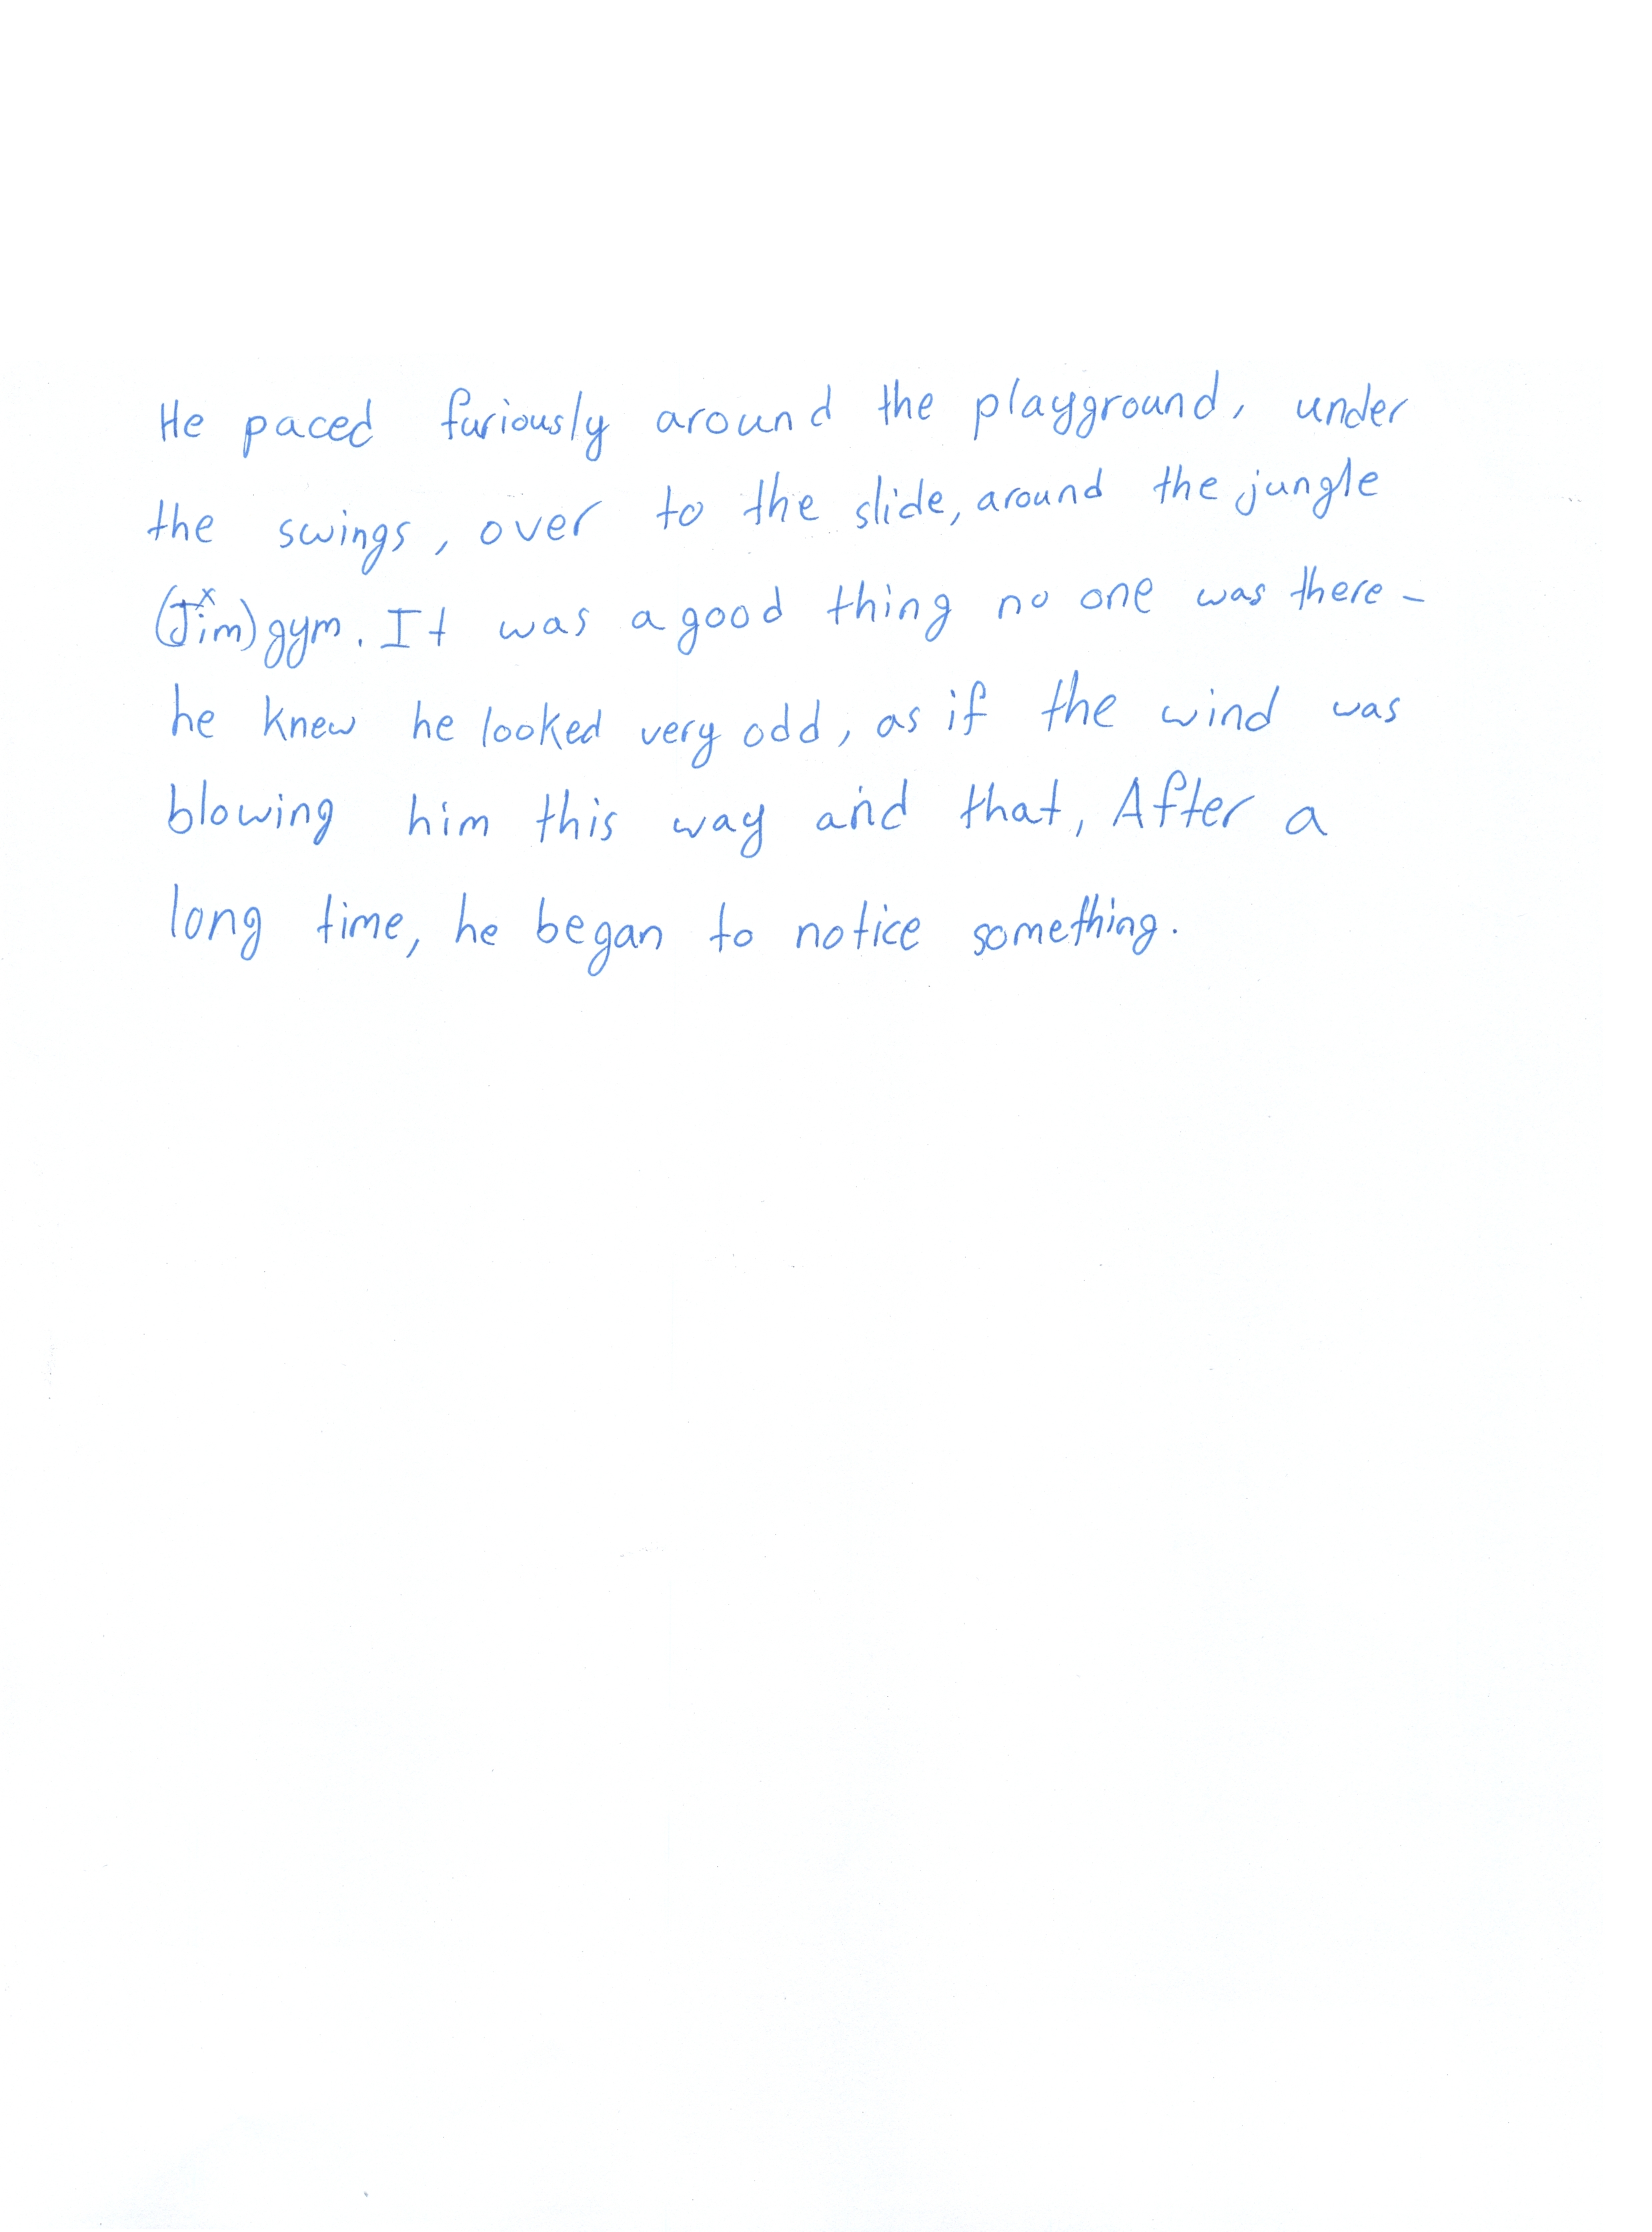 He paced furiously around the playground, under
the swings, over to the slide, around the jungle
(Jim) gym. It was a good thing no one was there -
he knew he looked very odd, as if the wind was
blowing him this way and that, After a
long time, he began to notice something.